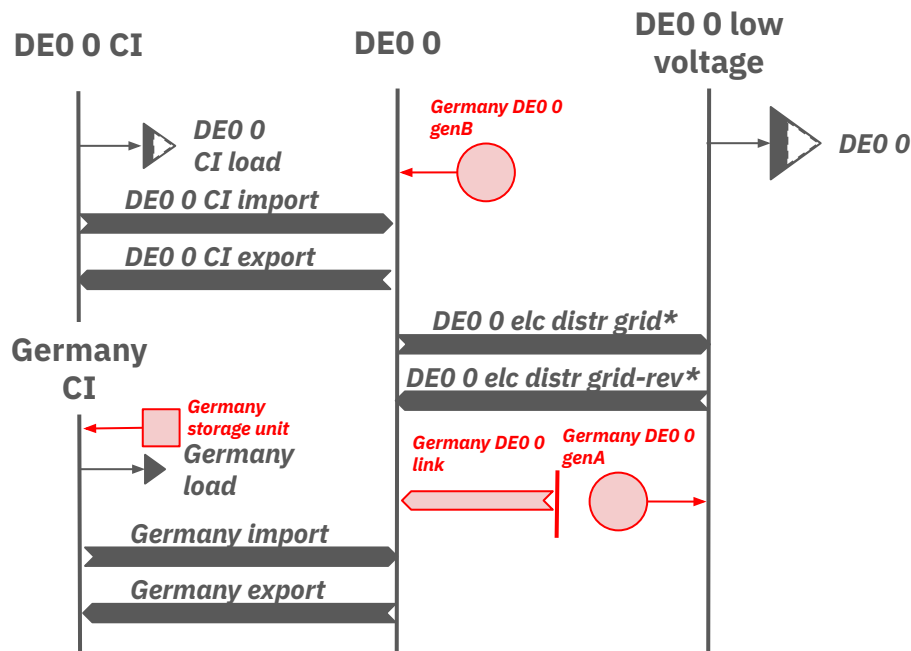 DE0 0 CI
DE0 0
DE0 0 low
voltage
Germany DE0 0
genB
DE0 0
CI load
DE0 0
DE0 0 CI import
DE0 0 CI export
DE0 0 elc distr grid*
Germany
CI
DE0 0 elc distr grid-rev*
Germany
storage unit
Germany
load
Germany DE0 0
link
Germany DE0 0
genA
Germany import
Germany export